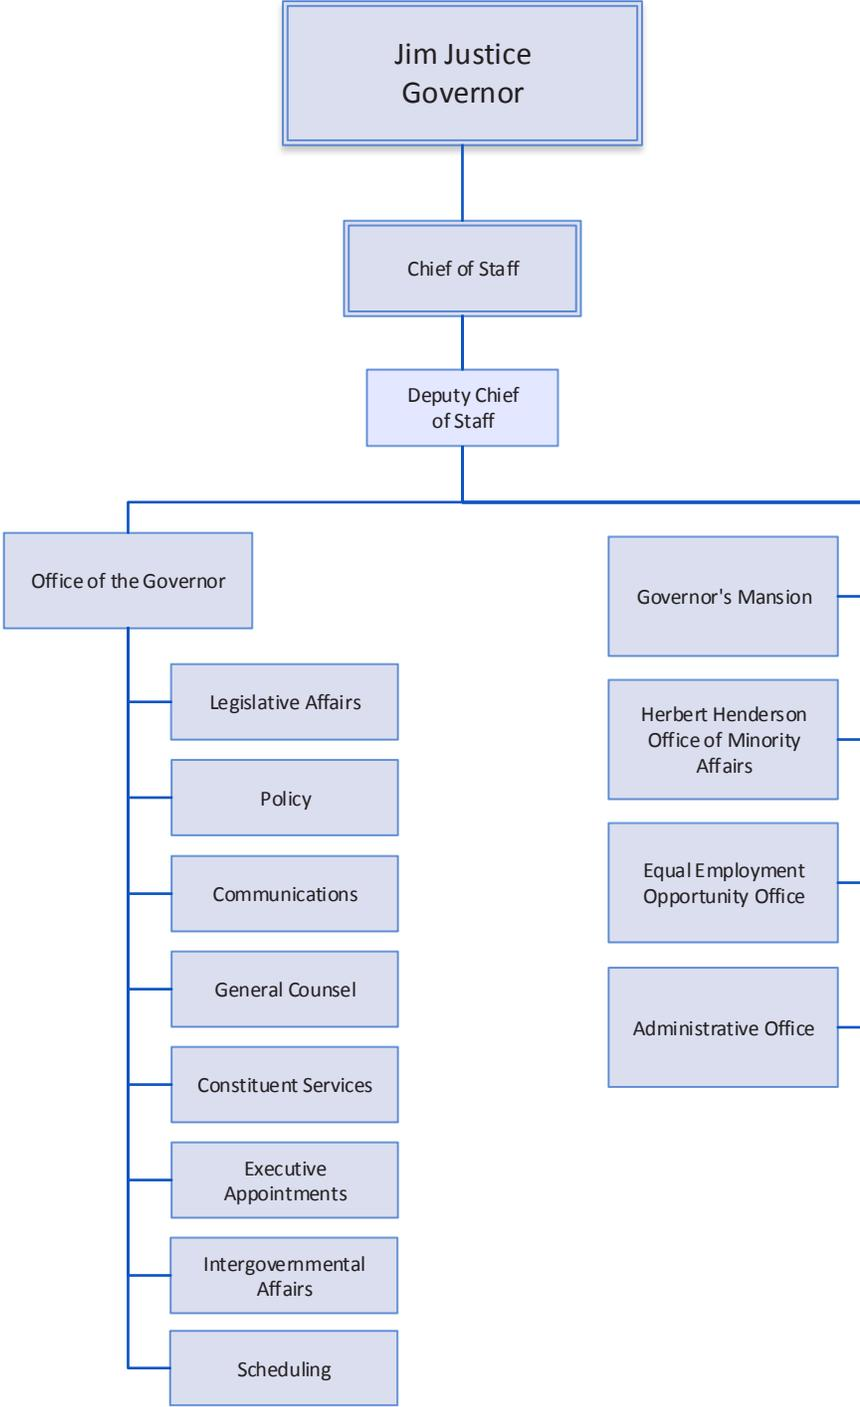 Jim Justice
Governor
Chief of Staff
Deputy Chief
of Staff
Office of the Governor
Legislative Affairs
Policy
Communications
General Counsel
Constituent Services
Executive
Appointments
Intergovernmental
Affairs
Scheduling
Governor's Mansion
Herbert Henderson
Office of Minority
Affairs
Equal Employment
Opportunity Office
Administrative Office